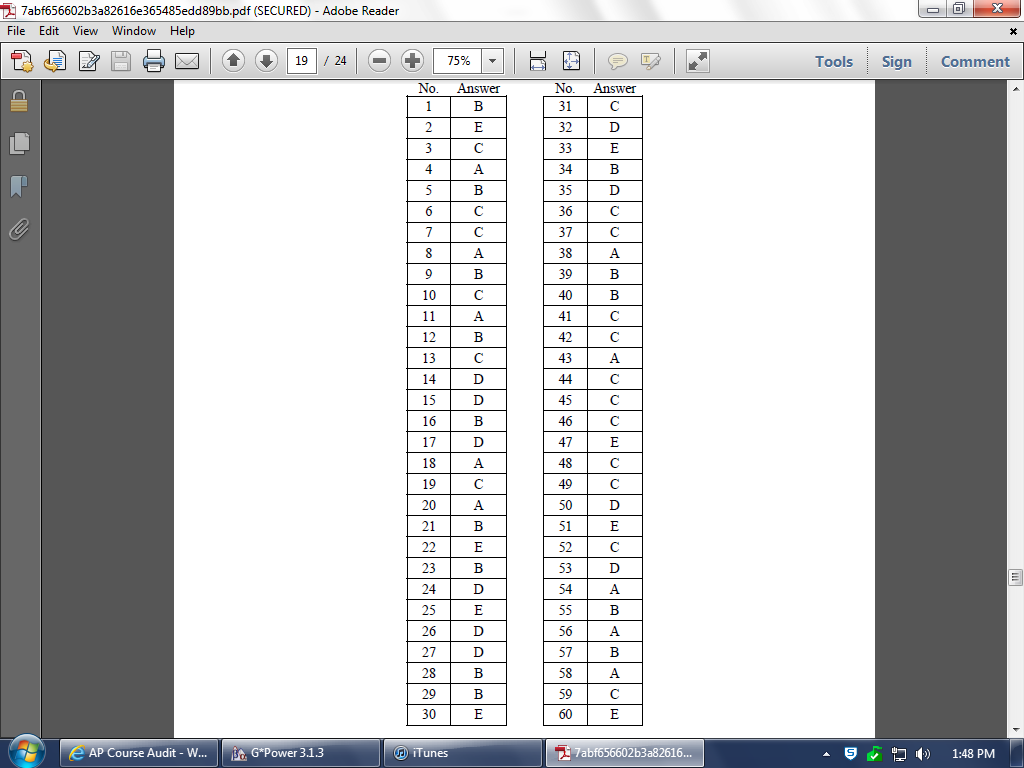 7abf656602b3a82616e365485edd89bb.pdf (SECURED) - Adobe Reader
File Edit View Window Help
19 / 24 75% Tools Sign Comment
No. Answer No. Answer
1 B 31 C
2 E 32 D
3 C 33 E
4 A 34 B
5 B 35 D
6 C 36 C
7 C 37 C
8 A 38 A
9 B 39 B
10 C 40 B
11 A 41 C
12 B 42 C
13 C 43 A
14 D 44 C
15 D 45 C
16 B 46 C
17 D 47 E
18 A 48 C
19 C 49 C
20 A 50 D
21 B 51 E
22 E 52 C
23 B 53 D
24 D 54 A
25 E 55 B
26 D 56 A
27 D 57 B
28 B 58 A
29 B 59 C
30 E 60 E
AP Course Audit - W... G*Power 3.1.3 iTunes 7abf656602b3a82616... 1:48 PM